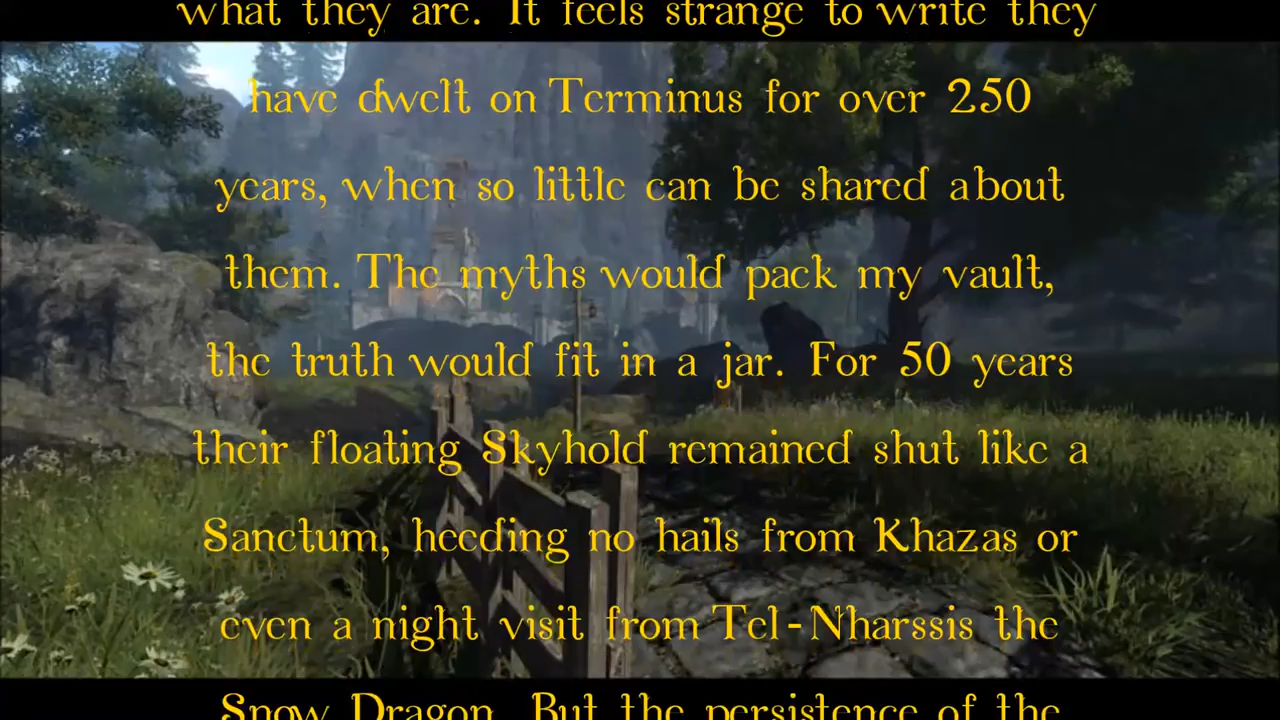 what they are. It feels strange to write they
have dwelt on Terminus for over 250
years, when so little can be shared about
them. The myths would pack my vault,
the truth would fit in a jar. For 50 years
their floating Skyhold remained shut like a
Sanctum, heeding no hails from Khazas or
even a night visit from Tel-Nharssis the
Snow Dragon. But the persistence of the